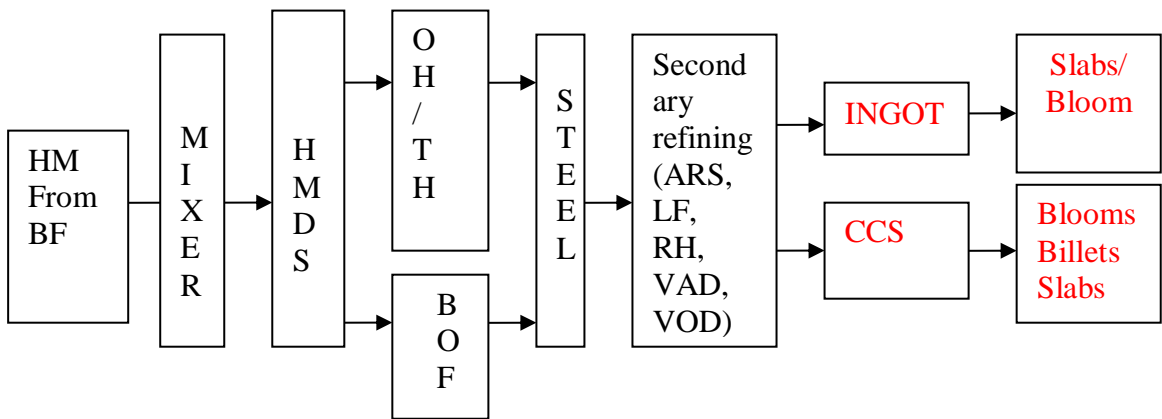 HM
From
BF
M
I
X
E
R
H
M
D
S
O
H
/
T
H
B
O
F
S
T
E
E
L
Second
ary
refining
(ARS,
LF,
RH,
VAD,
VOD)
INGOT
CCS
Slabs/
Bloom
Blooms
Billets
Slabs